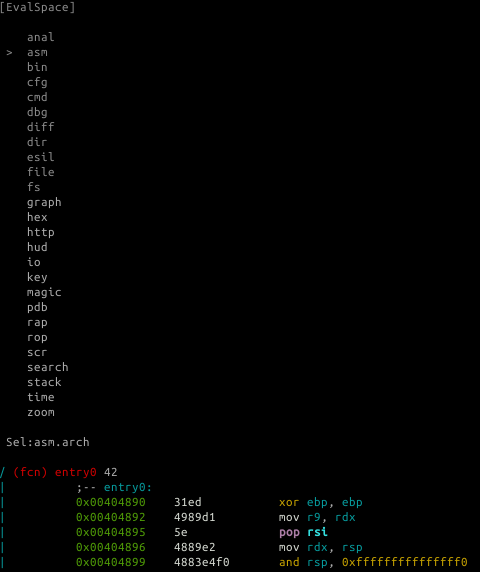 [EvalSpace]
anal
> asm
bin
cfg
cmd
dbg
diff
dir
esil
file
fs
graph
hex
http
hud
io
key
magic
pdb
rap
rop
scr
search
stack
time
zoom
Sel:asm.arch
/ (fcn) entry0 42
| ;-- entry0:
| 0x00404890 31ed xor ebp, ebp
| 0x00404892 4989d1 mov r9, rdx
| 0x00404895 5e pop rsi
| 0x00404896 4889e2 mov rdx, rsp
| 0x00404899 4883e4f0 and rsp, 0xfffffffffffffff0